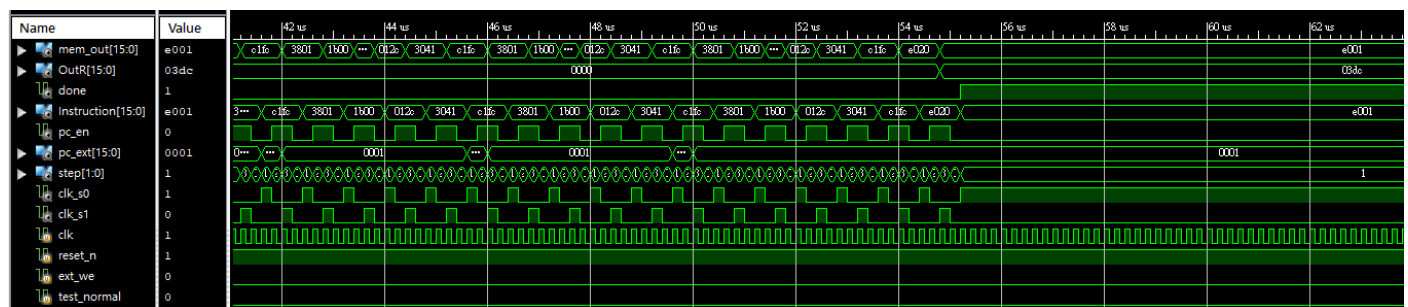 Name Value 42 us 44 us 46 us 48 us 50 us 52 us 54 us 56 us 58 us 60 us 62 us
mem_out[15:0] e001 c1fc 3801 1b00 ... 012c 3041 c1fc 3801 1b00 ... 012c 3041 c1fc 3801 1b00 ... 012c 3041 c1fc e020 e001
OutR[15:0] 03dc 0000 03dc
done 1
Instruction[15:0] e001 3... c1fc 3801 1b00 012c 3041 c1fc 3801 1b00 012c 3041 c1fc 3801 1b00 012c 3041 c1fc e020 e001
pc_en 0
pc_ext[15:0] 0001 0... ... 0001 ... 0001 ... 0001
step[1:0] 1 1
clk_s0 1
clk_s1 0
clk 1
reset_n 1
ext_we 0
test_normal 0